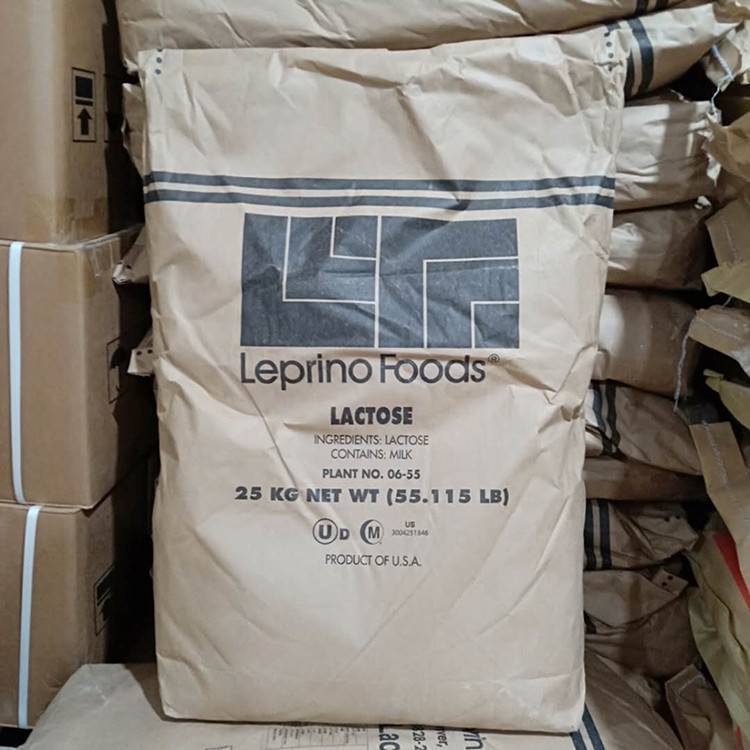 Leprino Foods®
LACTOSE
INGREDIENTS: LACTOSE
CONTAINS: MILK
PLANT NO. 06-55
25 KG NET WT (55.115 LB)
U D M US
3004251646
PRODUCT OF U.S.A.